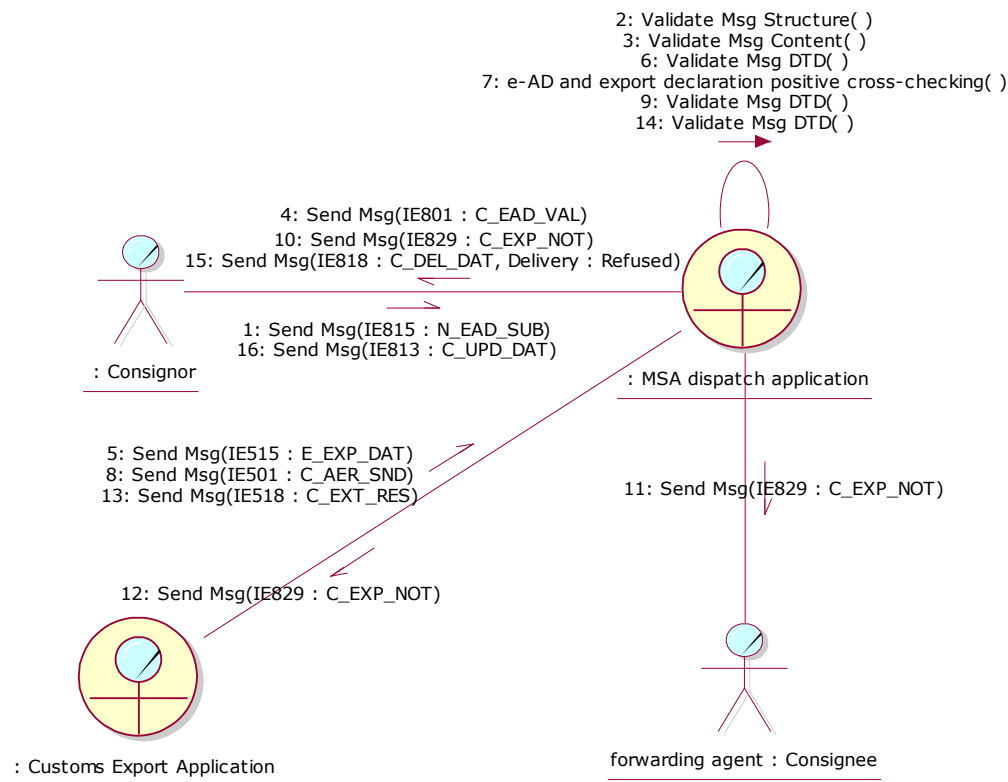 2: Validate Msg Structure( )
3: Validate Msg Content( )
6: Validate Msg DTD( )
7: e-AD and export declaration positive cross-checking( )
9: Validate Msg DTD( )
14: Validate Msg DTD( )
4: Send Msg(IE801 : C_EAD_VAL)
10: Send Msg(IE829 : C_EXP_NOT)
15: Send Msg(IE818 : C_DEL_DAT, Delivery : Refused)
1: Send Msg(IE815 : N_EAD_SUB)
16: Send Msg(IE813 : C_UPD_DAT)
: Consignor
: MSA dispatch application
5: Send Msg(IE515 : E_EXP_DAT)
8: Send Msg(IE501 : C_AER_SND)
13: Send Msg(IE518 : C_EXT_RES)
11: Send Msg(IE829 : C_EXP_NOT)
12: Send Msg(IE829 : C_EXP_NOT)
: Customs Export Application
forwarding agent : Consignee